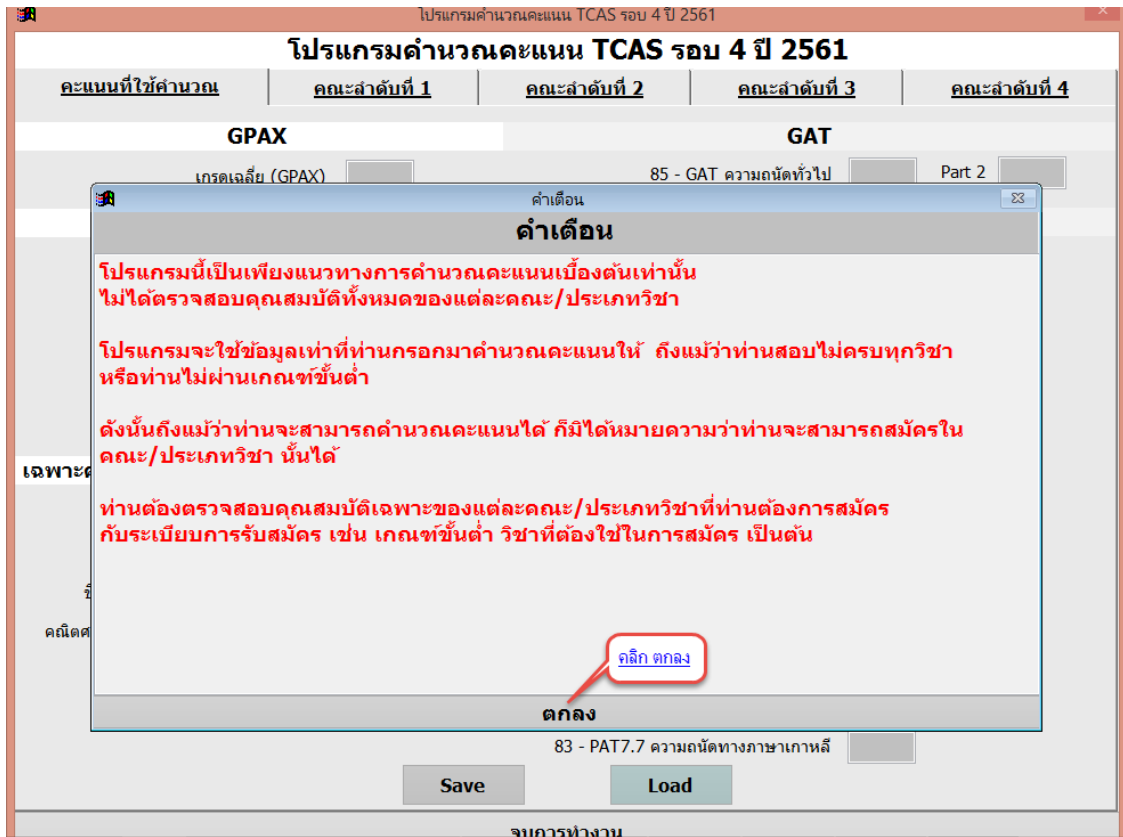 โปรแกรมคำนวณคะแนน TCAS รอบ 4 ปี 2561
โปรแกรมคำนวณคะแนน TCAS รอบ 4 ปี 2561
คะแนนที่ใช้คำนวณ คณะลำดับที่ 1 คณะลำดับที่ 2 คณะลำดับที่ 3 คณะลำดับที่ 4
GPAX GAT
เกรดเฉลี่ย (GPAX) 85 - GAT ความถนัดทั่วไป Part 2
คำเตือน
คำเตือน
โปรแกรมนี้เป็นเพียงแนวทางการคำนวณคะแนนเบื้องต้นเท่านั้น
ไม่ได้ตรวจสอบคุณสมบัติทั้งหมดของแต่ละคณะ/ประเภทวิชา
โปรแกรมจะใช้ข้อมูลเท่าที่ท่านกรอกมาคำนวณคะแนนให้ ถึงแม้ว่าท่านสอบไม่ครบทุกวิชา
หรือท่านไม่ผ่านเกณฑ์ขั้นต่ำ
ดังนั้นถึงแม้ว่าท่านจะสามารถคำนวณคะแนนได้ ก็มิได้หมายความว่าท่านจะสามารถสมัครใน
คณะ/ประเภทวิชา นั้นได้
เฉพาะ
ท่านต้องตรวจสอบคุณสมบัติเฉพาะของแต่ละคณะ/ประเภทวิชาที่ท่านต้องการสมัคร
กับระเบียบการรับสมัคร เช่น เกณฑ์ขั้นต่ำ วิชาที่ต้องใช้ในการสมัคร เป็นต้น
คณิตศ
คลิก ตกลง
ตกลง
83 - PAT7.7 ความถนัดทางภาษาเกาหลี
Save Load
จบการทำงาน